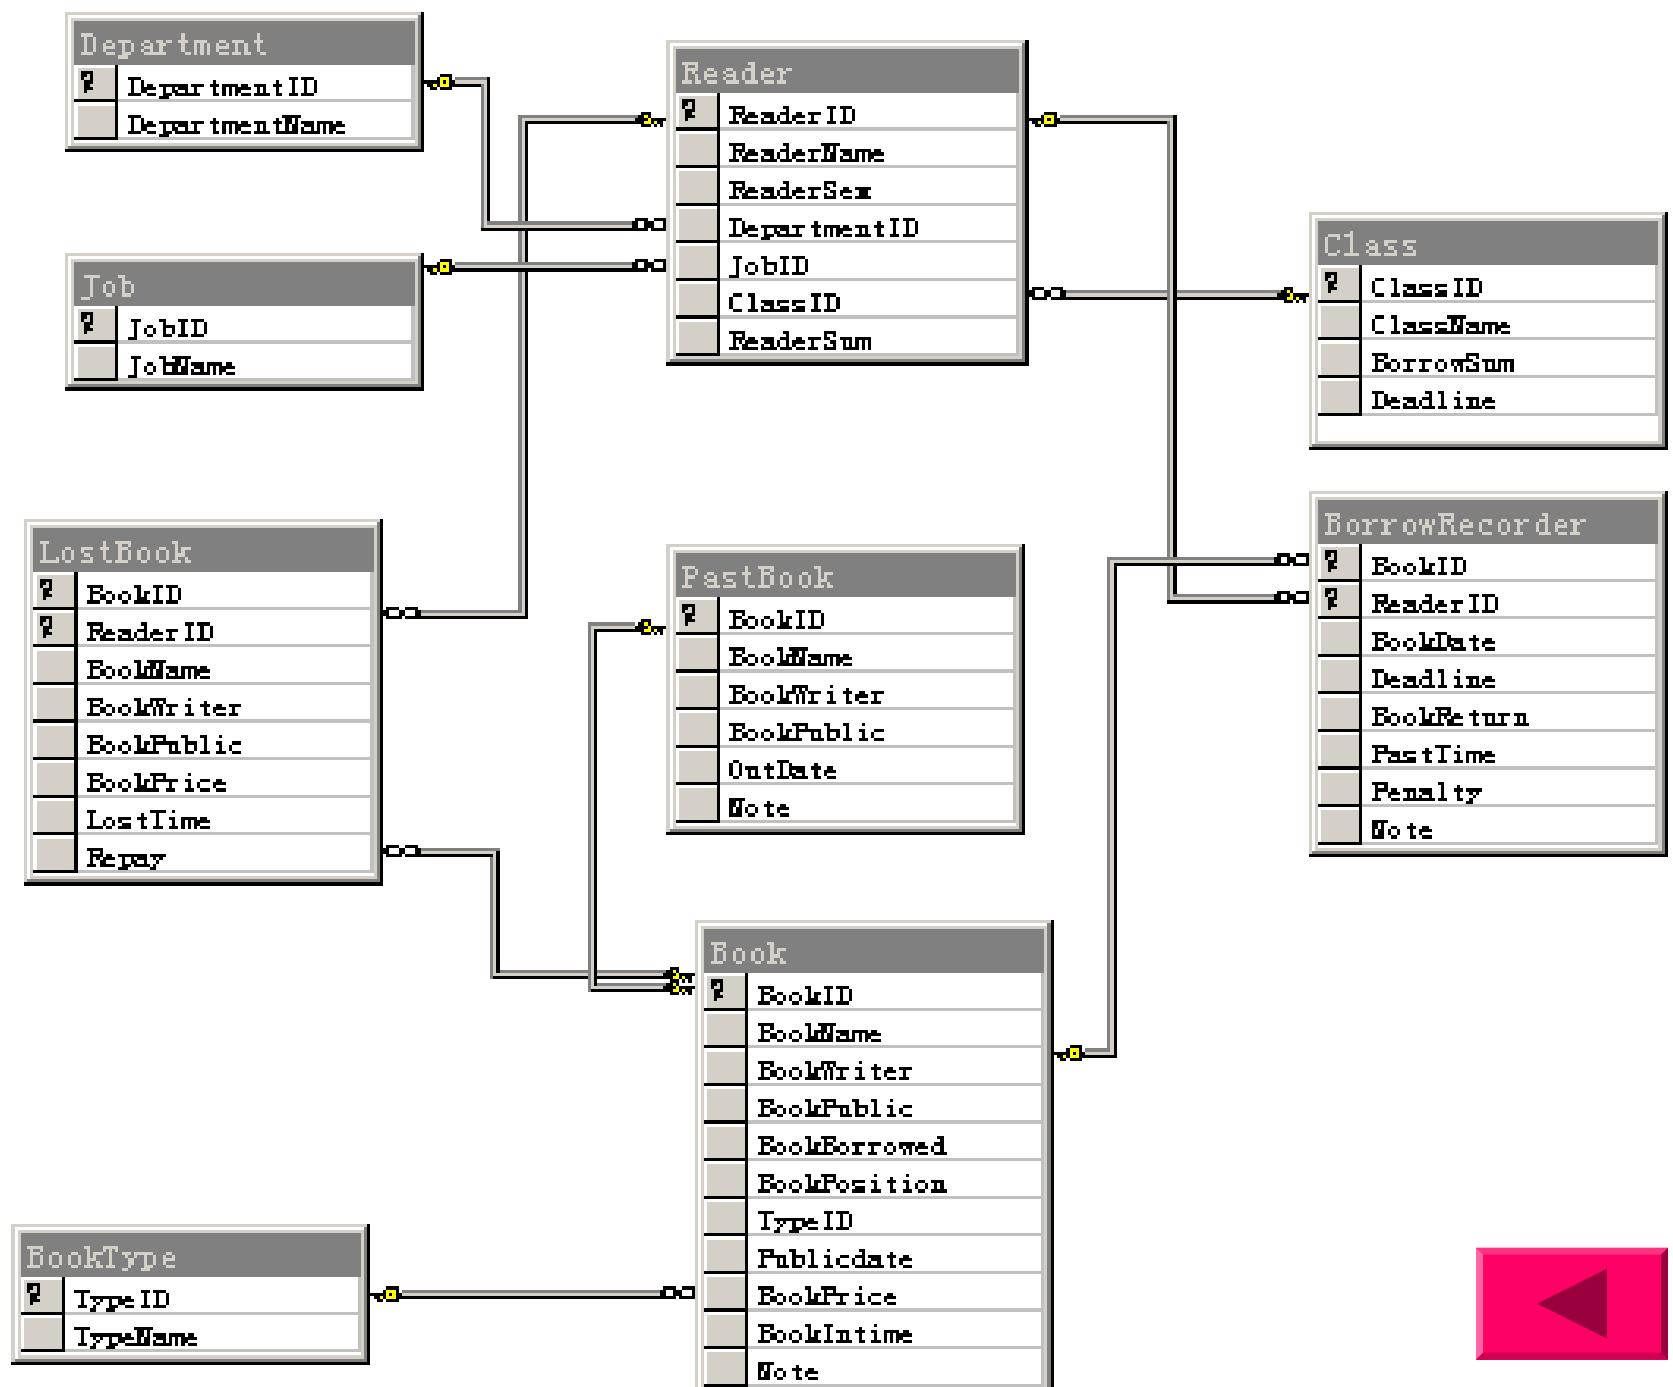 Department
DepartmentID
DepartmentName
Reader
ReaderID
ReaderName
ReaderSex
DepartmentID
JobID
ClassID
ReaderSum
Job
JobID
JobName
Class
ClassID
ClassName
BorrowSum
Deadline
LostBook
BookID
ReaderID
BookName
BookWriter
BookPublic
BookPrice
LostTime
Repay
PastBook
BookID
BookName
BookWriter
BookPublic
OutDate
Note
BorrowRecorder
BookID
ReaderID
BookDate
Deadline
BookReturn
PastTime
Penalty
Note
Book
BookID
BookName
BookWriter
BookPublic
BookBorrowed
BookPosition
TypeID
Publicdate
BookPrice
BookIntime
Note
BookType
TypeID
TypeName